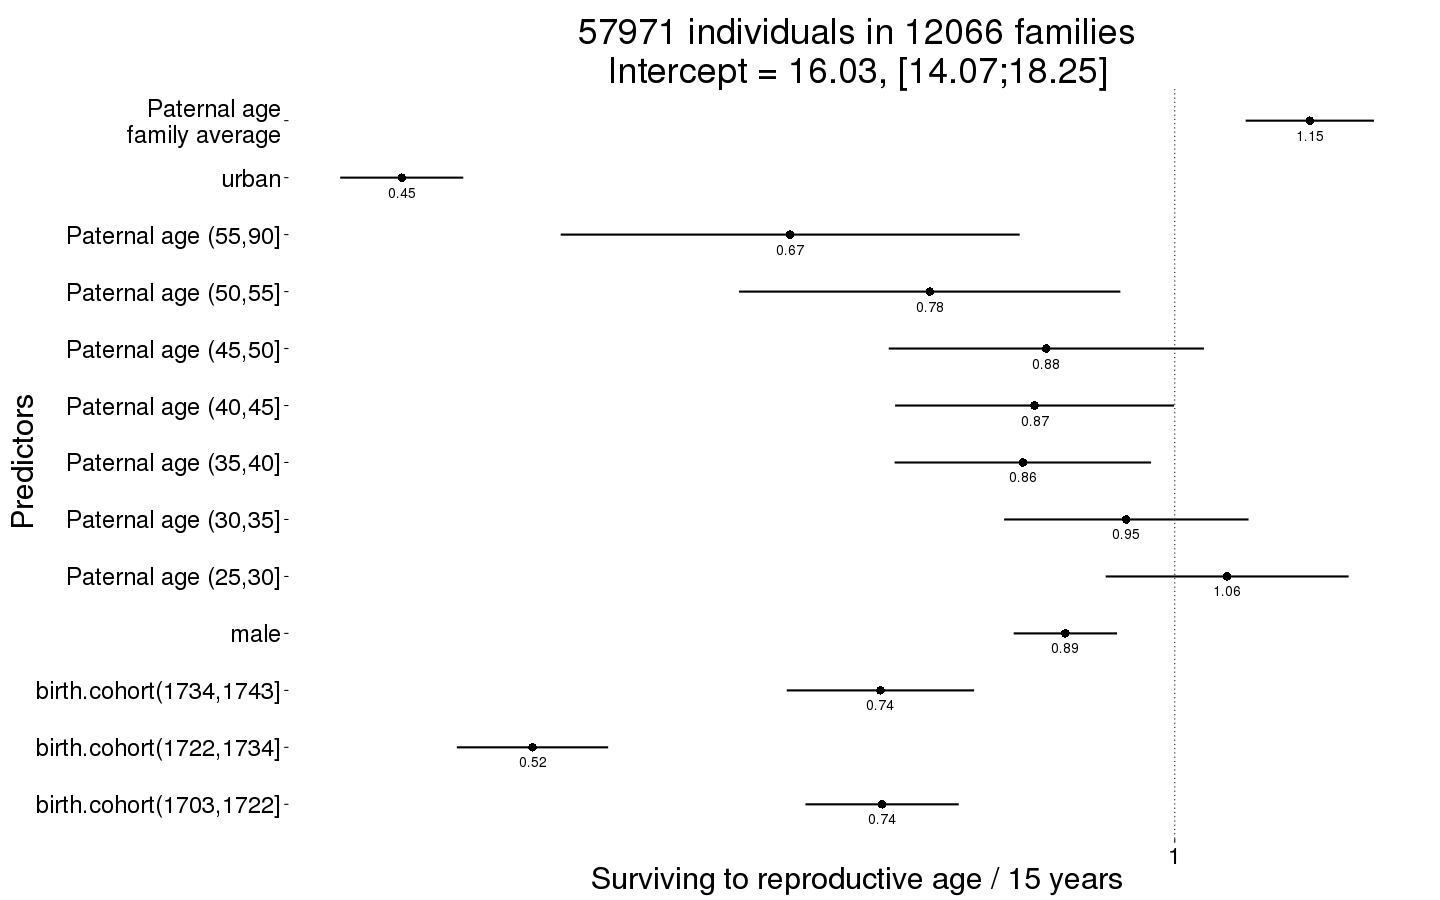 57971 individuals in 12066 families
Intercept = 16.03, [14.07;18.25]
Paternal age
family average
1.15
urban
0.45
Paternal age (55,90]
0.67
Paternal age (50,55]
0.78
Paternal age (45,50]
0.88
Paternal age (40,45]
0.87
Paternal age (35,40]
0.86
Paternal age (30,35]
0.95
Paternal age (25,30]
1.06
male
0.89
birth.cohort(1734,1743]
0.74
birth.cohort(1722,1734]
0.52
birth.cohort(1703,1722]
0.74
Predictors
1
Surviving to reproductive age / 15 years